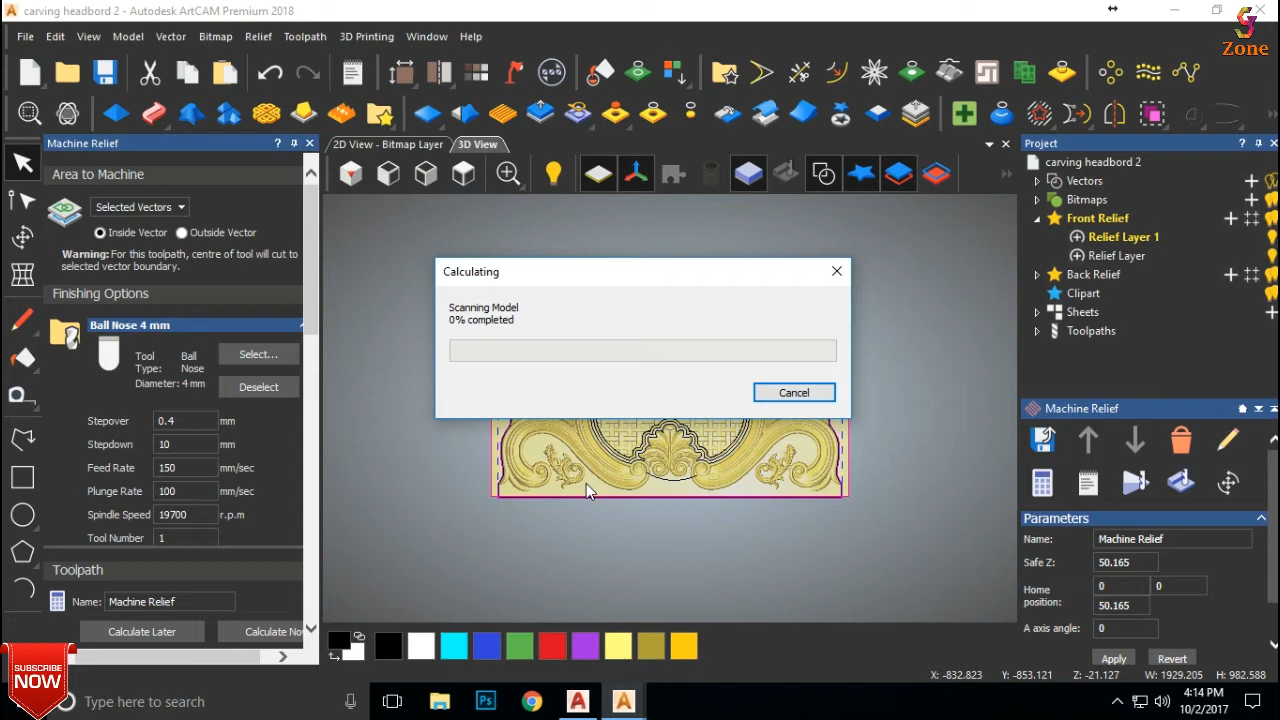 carving headbord 2 - Autodesk ArtCAM Premium 2018
File Edit View Model Vector Bitmap Relief Toolpath 3D Printing Window Help
Zone
Machine Relief
2D View - Bitmap Layer 3D View
Project
Area to Machine
Selected Vectors
Inside Vector Outside Vector
Warning: For this toolpath, centre of tool will cut to
selected vector boundary.
Finishing Options
Ball Nose 4 mm
Tool Type: Ball Nose
Diameter: 4 mm
Select...
Deselect
Stepover 0.4 mm
Stepdown 10 mm
Feed Rate 150 mm/sec
Plunge Rate 100 mm/sec
Spindle Speed 19700 r.p.m
Tool Number 1
Toolpath
Name: Machine Relief
Calculate Later Calculate Now
Calculating
Scanning Model
0% completed
Cancel
carving headbord 2
Vectors
Bitmaps
Front Relief
Relief Layer 1
Relief Layer
Back Relief
Clipart
Sheets
Toolpaths
Machine Relief
Parameters
Name: Machine Relief
Safe Z: 50.165
Home position: 0 0
50.165
A axis angle: 0
Apply Revert
X: -832.823 Y: -853.121 Z: -21.127 W: 1929.205 H: 982.588
SUBSCRIBE
NOW
Type here to search
4:14 PM
10/2/2017